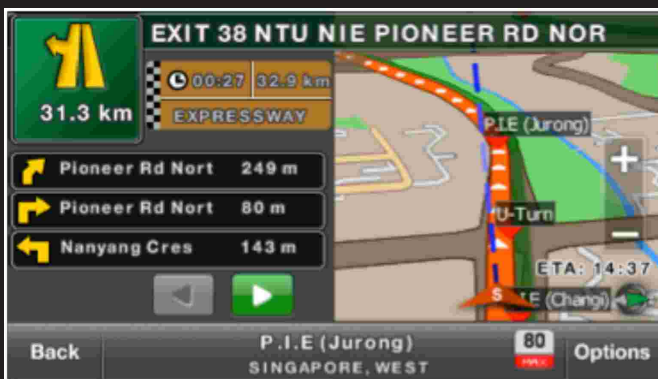 EXIT 38 NTU NIE PIONEER RD NOR
31.3 km
00:27 32.9 km
EXPRESSWAY
Pioneer Rd Nort 249 m
Pioneer Rd Nort 80 m
Nanyang Cres 143 m
P.I.E (Jurong)
U-Turn
+
−
ETA: 14:37
S
I.E (Changi)
Back
P.I.E (Jurong)
SINGAPORE, WEST
80
MAX
Options